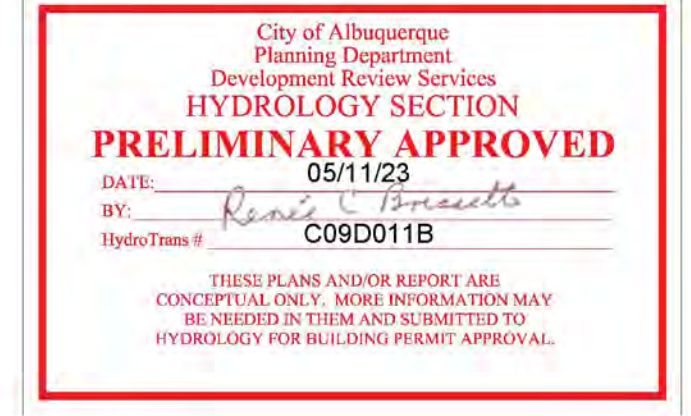 City of Albuquerque
Planning Department
Development Review Services
HYDROLOGY SECTION
PRELIMINARY APPROVED
DATE: 05/11/23
BY: Renée C Brissette
HydroTrans # C09D011B
THESE PLANS AND/OR REPORT ARE
CONCEPTUAL ONLY. MORE INFORMATION MAY
BE NEEDED IN THEM AND SUBMITTED TO
HYDROLOGY FOR BUILDING PERMIT APPROVAL.